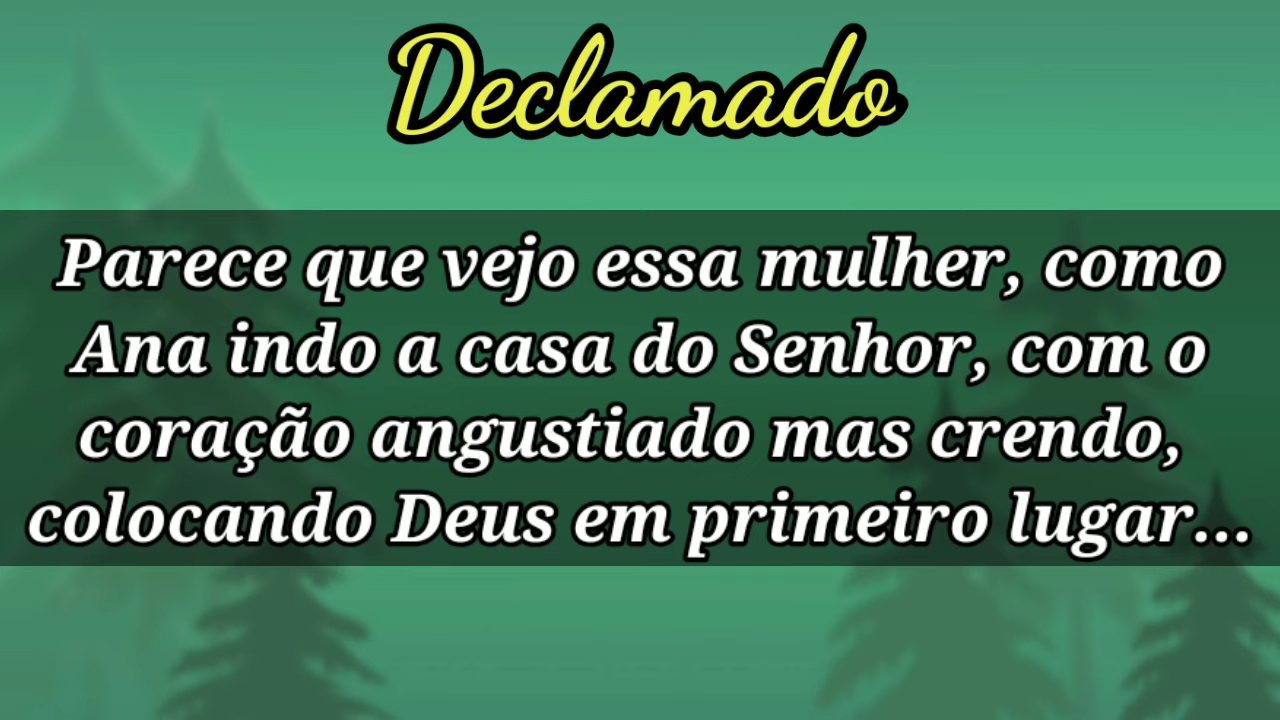 Declamado
Parece que vejo essa mulher, como
Ana indo a casa do Senhor, com o
coração angustiado mas crendo,
colocando Deus em primeiro lugar...